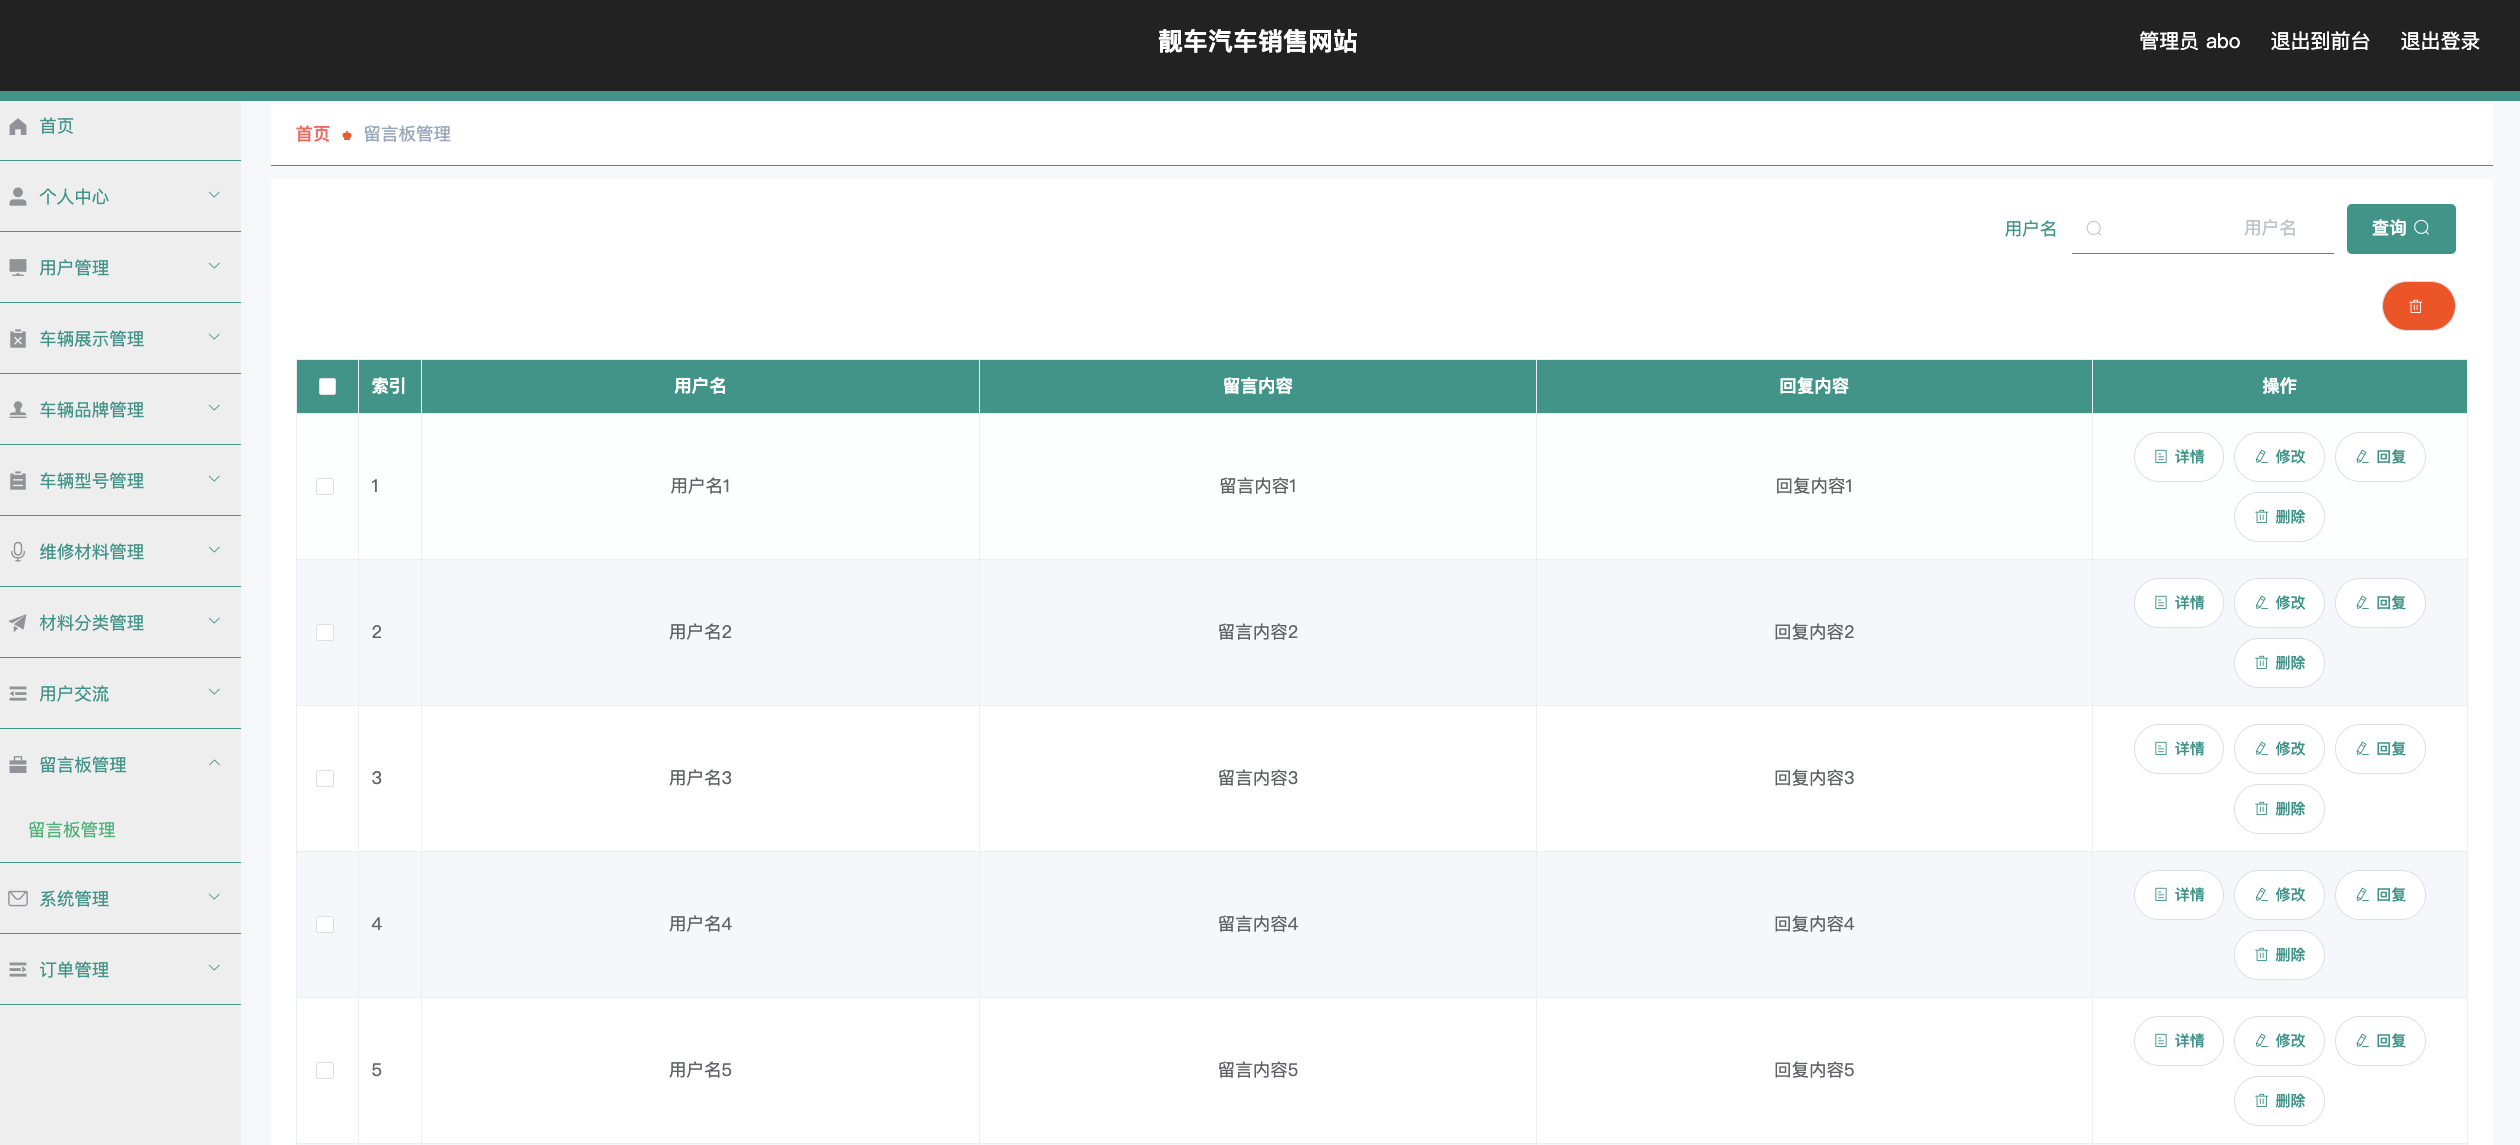 靓车汽车销售网站
管理员 abo 退出到前台 退出登录
首页
个人中心
用户管理
车辆展示管理
车辆品牌管理
车辆型号管理
维修材料管理
材料分类管理
用户交流
留言板管理
留言板管理
系统管理
订单管理
首页 留言板管理
用户名 用户名 查询
索引 用户名 留言内容 回复内容 操作
1 用户名1 留言内容1 回复内容1 详情 修改 回复
删除
2 用户名2 留言内容2 回复内容2 详情 修改 回复
删除
3 用户名3 留言内容3 回复内容3 详情 修改 回复
删除
4 用户名4 留言内容4 回复内容4 详情 修改 回复
删除
5 用户名5 留言内容5 回复内容5 详情 修改 回复
删除